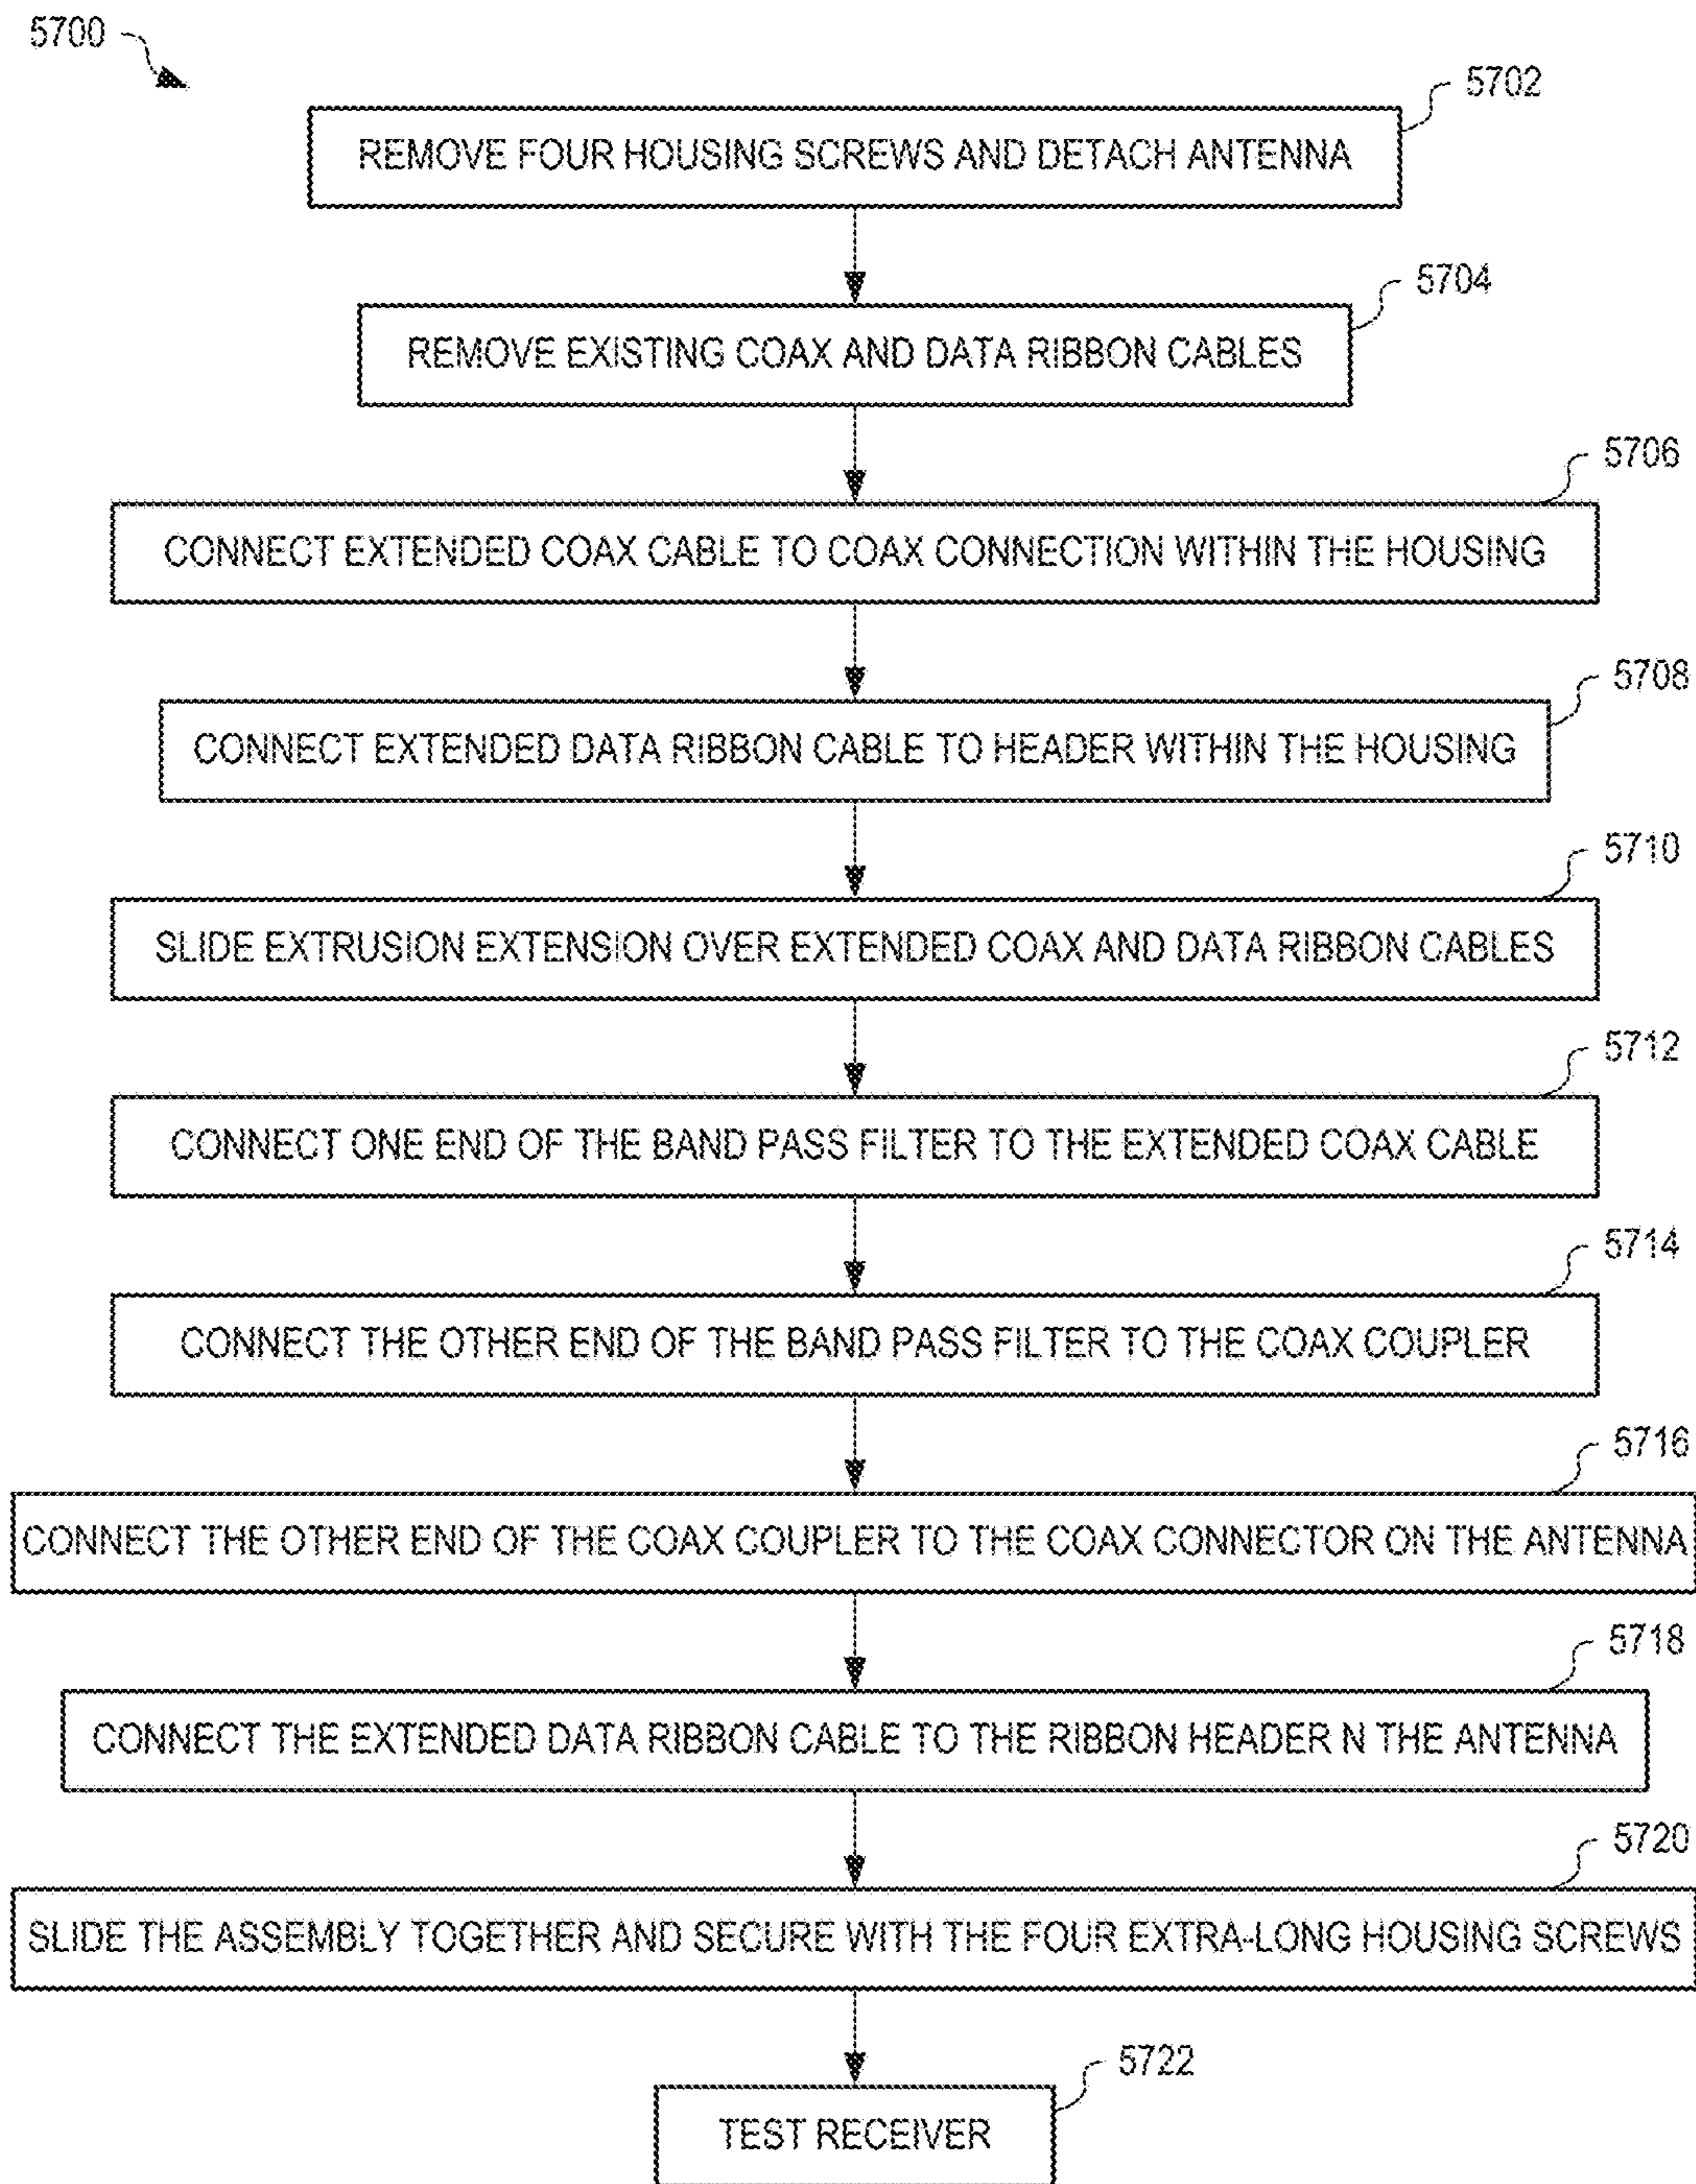 5700
5702
REMOVE FOUR HOUSING SCREWS AND DETACH ANTENNA
5704
REMOVE EXISTING COAX AND DATA RIBBON CABLES
5706
CONNECT EXTENDED COAX CABLE TO COAX CONNECTION WITHIN THE HOUSING
5708
CONNECT EXTENDED DATA RIBBON CABLE TO HEADER WITHIN THE HOUSING
5710
SLIDE EXTRUSION EXTENSION OVER EXTENDED COAX AND DATA RIBBON CABLES
5712
CONNECT ONE END OF THE BAND PASS FILTER TO THE EXTENDED COAX CABLE
5714
CONNECT THE OTHER END OF THE BAND PASS FILTER TO THE COAX COUPLER
5716
CONNECT THE OTHER END OF THE COAX COUPLER TO THE COAX CONNECTOR ON THE ANTENNA
5718
CONNECT THE EXTENDED DATA RIBBON CABLE TO THE RIBBON HEADER N THE ANTENNA
5720
SLIDE THE ASSEMBLY TOGETHER AND SECURE WITH THE FOUR EXTRA-LONG HOUSING SCREWS
5722
TEST RECEIVER